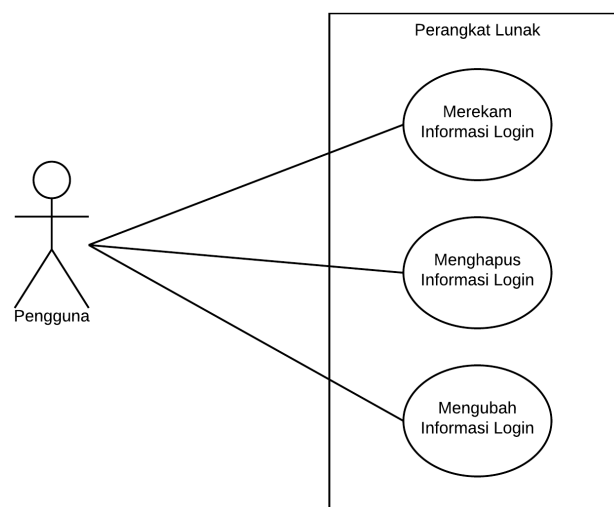 Perangkat Lunak
Merekam
Informasi Login
Menghapus
Informasi Login
Pengguna
Mengubah
Informasi Login